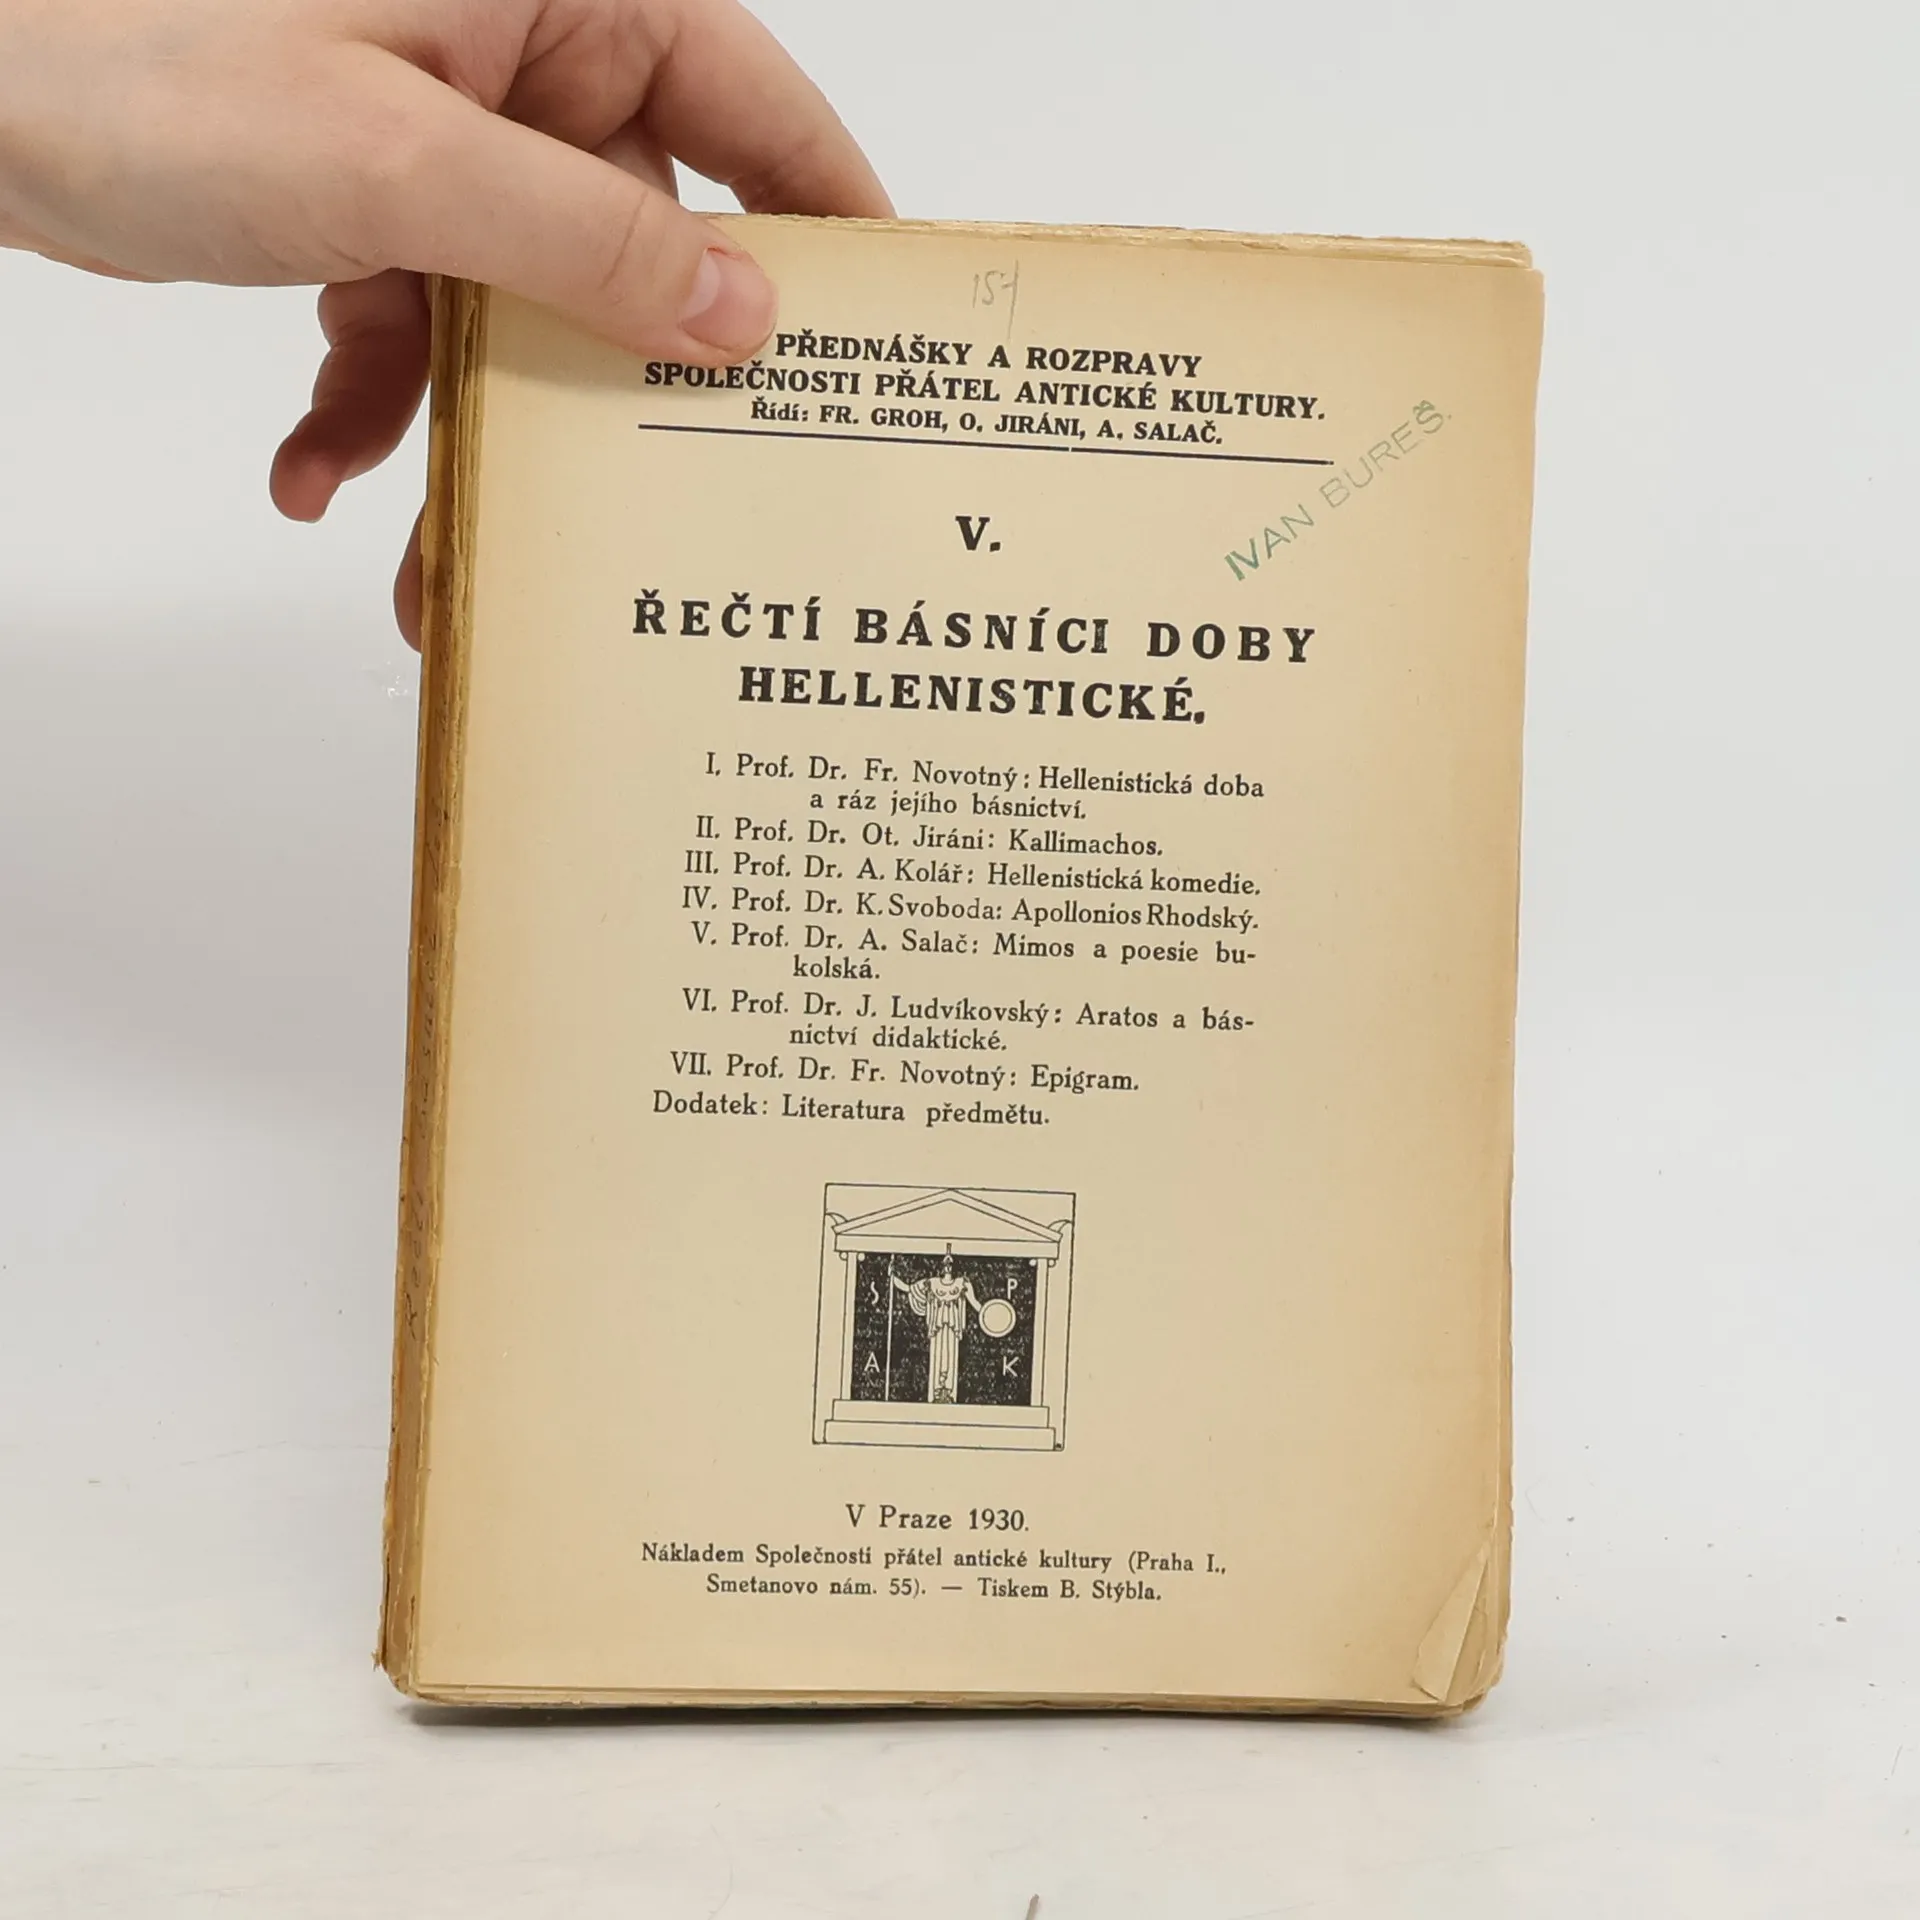 157
PŘEDNÁŠKY A ROZPRAVY
SPOLEČNOSTI PŘÁTEL ANTICKÉ KULTURY.
Řídí: FR. GROH, O. JIRÁNI, A. SALAČ.
IVAN BUREŠ.
V.
ŘEČTÍ BÁSNÍCI DOBY
HELLENISTICKÉ.
I. Prof. Dr. Fr. Novotný: Hellenistická doba
a ráz jejího básnictví.
II. Prof. Dr. Ot. Jiráni: Kallimachos.
III. Prof. Dr. A. Kolář: Hellenistická komedie.
IV. Prof. Dr. K. Svoboda: Apollonios Rhodský.
V. Prof. Dr. A. Salač: Mimos a poesie bu-
kolská.
VI. Prof. Dr. J. Ludvíkovský: Aratos a bás-
nictví didaktické.
VII. Prof. Dr. Fr. Novotný: Epigram.
Dodatek: Literatura předmětu.
S P
A K
V Praze 1930.
Nákladem Společnosti přátel antické kultury (Praha I.,
Smetanovo nám. 55). — Tiskem B. Stýbla.